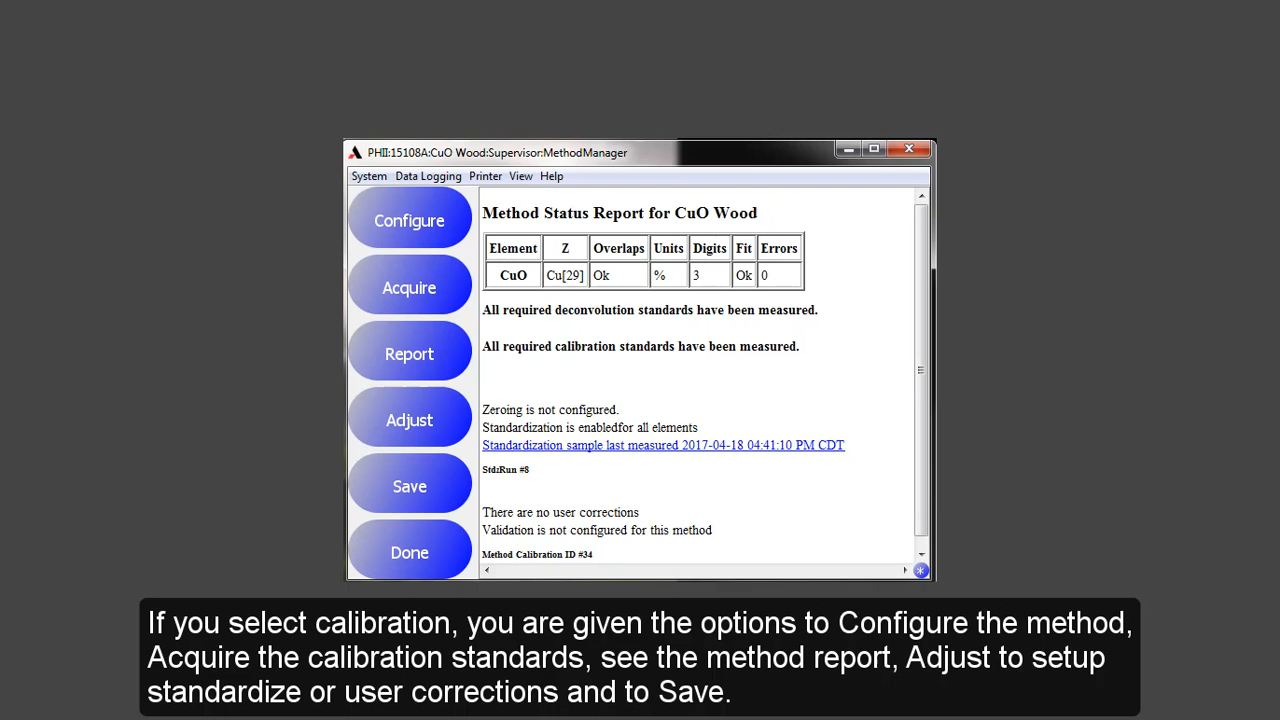 PHII:15108A:CuO Wood:Supervisor:MethodManager
System Data Logging Printer View Help
Configure
Acquire
Report
Adjust
Save
Done
Method Status Report for CuO Wood
Element Z Overlaps Units Digits Fit Errors
CuO Cu[29] Ok % 3 Ok 0
All required deconvolution standards have been measured.
All required calibration standards have been measured.
Zeroing is not configured.
Standardization is enabledfor all elements
Standardization sample last measured 2017-04-18 04:41:10 PM CDT
StdzRun #8
There are no user corrections
Validation is not configured for this method
Method Calibration ID #34
If you select calibration, you are given the options to Configure the method,
Acquire the calibration standards, see the method report, Adjust to setup
standardize or user corrections and to Save.